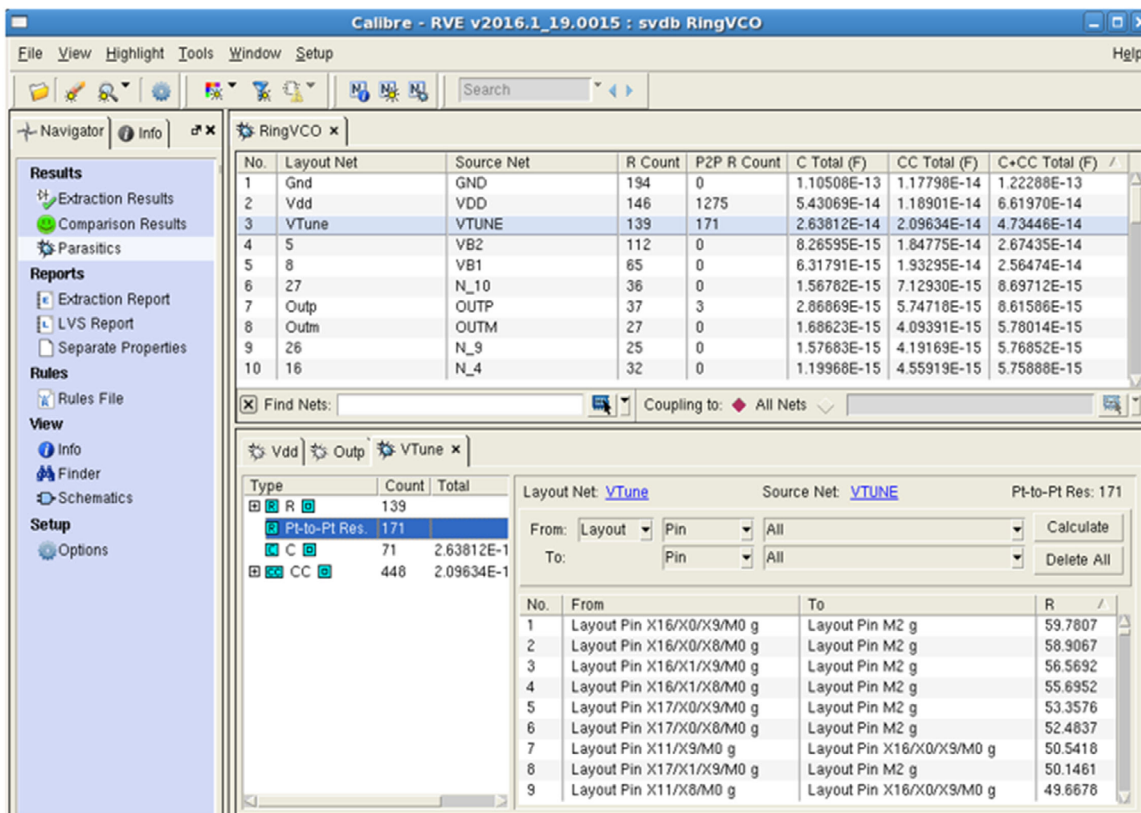 Calibre - RVE v2016.1_19.0015 : svdb RingVCO
File View Highlight Tools Window Setup Help
Search
Navigator Info
Results
Extraction Results
Comparison Results
Parasitics
Reports
Extraction Report
LVS Report
Separate Properties
Rules
Rules File
View
Info
Finder
Schematics
Setup
Options
RingVCO
No. Layout Net Source Net R Count P2P R Count C Total (F) CC Total (F) C+CC Total (F)
1 Gnd GND 194 0 1.10508E-13 1.17798E-14 1.22288E-13
2 Vdd VDD 146 1275 5.43069E-14 1.18901E-14 6.61970E-14
3 VTune VTUNE 139 171 2.63812E-14 2.09634E-14 4.73446E-14
4 5 VB2 112 0 8.26595E-15 1.84775E-14 2.67435E-14
5 8 VB1 65 0 6.31791E-15 1.93295E-14 2.56474E-14
6 27 N_10 36 0 1.56782E-15 7.12930E-15 8.69712E-15
7 Outp OUTP 37 3 2.86869E-15 5.74718E-15 8.61586E-15
8 Outm OUTM 27 0 1.68623E-15 4.09391E-15 5.78014E-15
9 26 N_9 25 0 1.57683E-15 4.19169E-15 5.76852E-15
10 16 N_4 32 0 1.19968E-15 4.55919E-15 5.75888E-15
Find Nets: Coupling to: All Nets
Vdd Outp VTune
Type Count Total
R 139
Pt-to-Pt Res. 171
C 71 2.63812E-1
CC 448 2.09634E-1
Layout Net: VTune Source Net: VTUNE Pt-to-Pt Res: 171
From: Layout Pin All Calculate
To: Pin All Delete All
No. From To R
1 Layout Pin X16/X0/X9/M0 g Layout Pin M2 g 59.7807
2 Layout Pin X16/X0/X8/M0 g Layout Pin M2 g 58.9067
3 Layout Pin X16/X1/X9/M0 g Layout Pin M2 g 56.5692
4 Layout Pin X16/X1/X8/M0 g Layout Pin M2 g 55.6952
5 Layout Pin X17/X0/X9/M0 g Layout Pin M2 g 53.3576
6 Layout Pin X17/X0/X8/M0 g Layout Pin M2 g 52.4837
7 Layout Pin X11/X9/M0 g Layout Pin X16/X0/X9/M0 g 50.5418
8 Layout Pin X17/X1/X9/M0 g Layout Pin M2 g 50.1461
9 Layout Pin X11/X8/M0 g Layout Pin X16/X0/X9/M0 g 49.6678